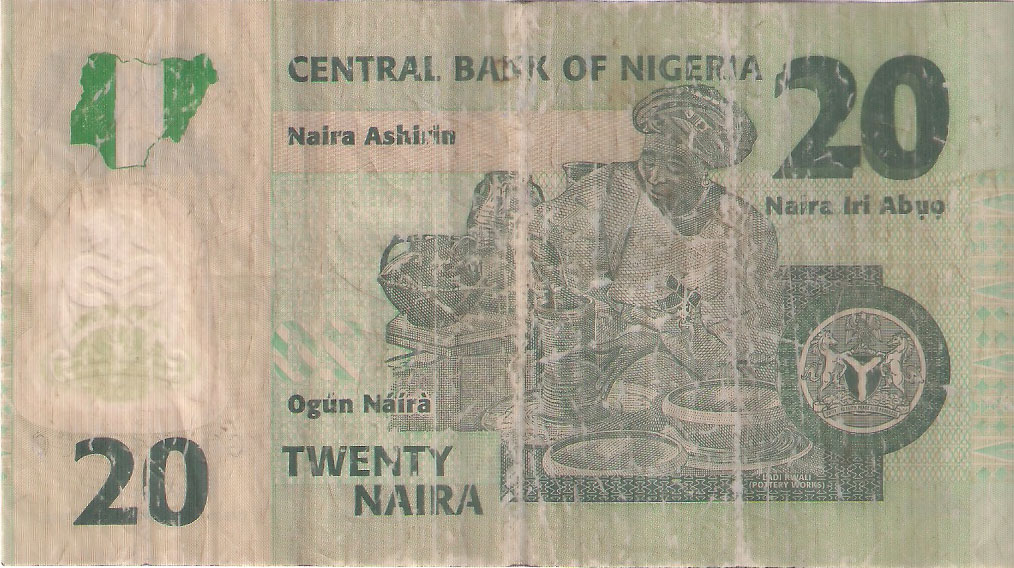 CENTRAL BANK OF NIGERIA
20
Naira Ashirin
Naira Iri Abụọ
Ogún Náírà
20
TWENTY
NAIRA
LADI KWALI
(POTTERY WORKS)